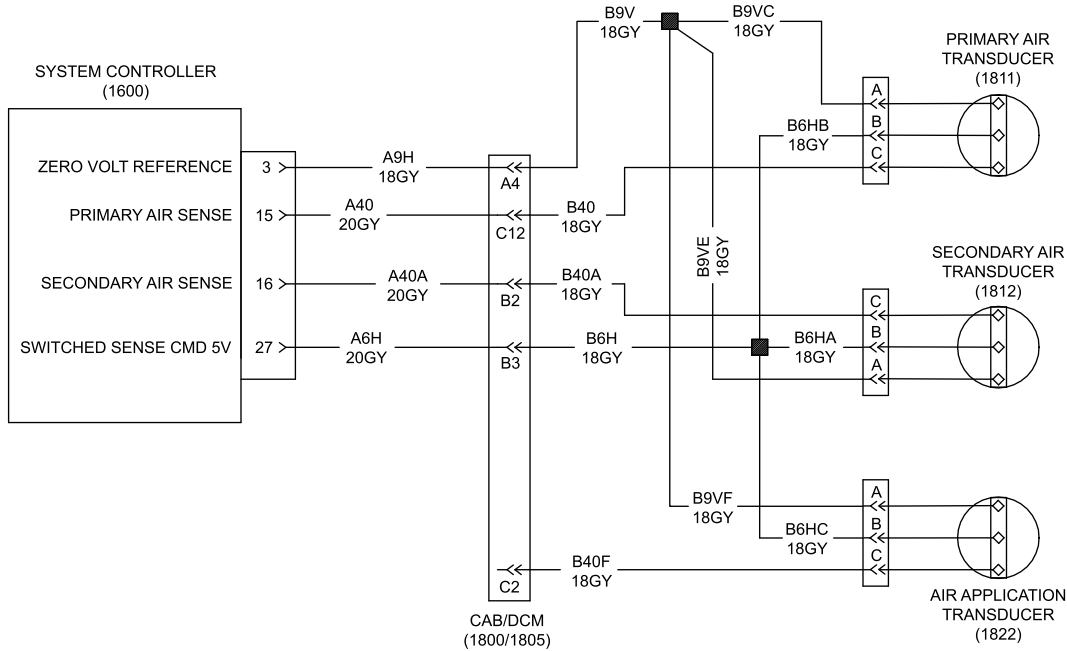 SYSTEM CONTROLLER
(1600)
ZERO VOLT REFERENCE
3
A9H
18GY
A4
B9V
18GY
B9VC
18GY
PRIMARY AIR SENSE
15
A40
20GY
C12
B40
18GY
SECONDARY AIR SENSE
16
A40A
20GY
B2
B40A
18GY
SWITCHED SENSE CMD 5V
27
A6H
20GY
B3
B6H
18GY
B9VE
18GY
B6HB
18GY
A
B
C
PRIMARY AIR
TRANSDUCER
(1811)
B6HA
18GY
C
B
A
SECONDARY AIR
TRANSDUCER
(1812)
B9VF
18GY
B6HC
18GY
C2
B40F
18GY
A
B
C
AIR APPLICATION
TRANSDUCER
(1822)
CAB/DCM
(1800/1805)